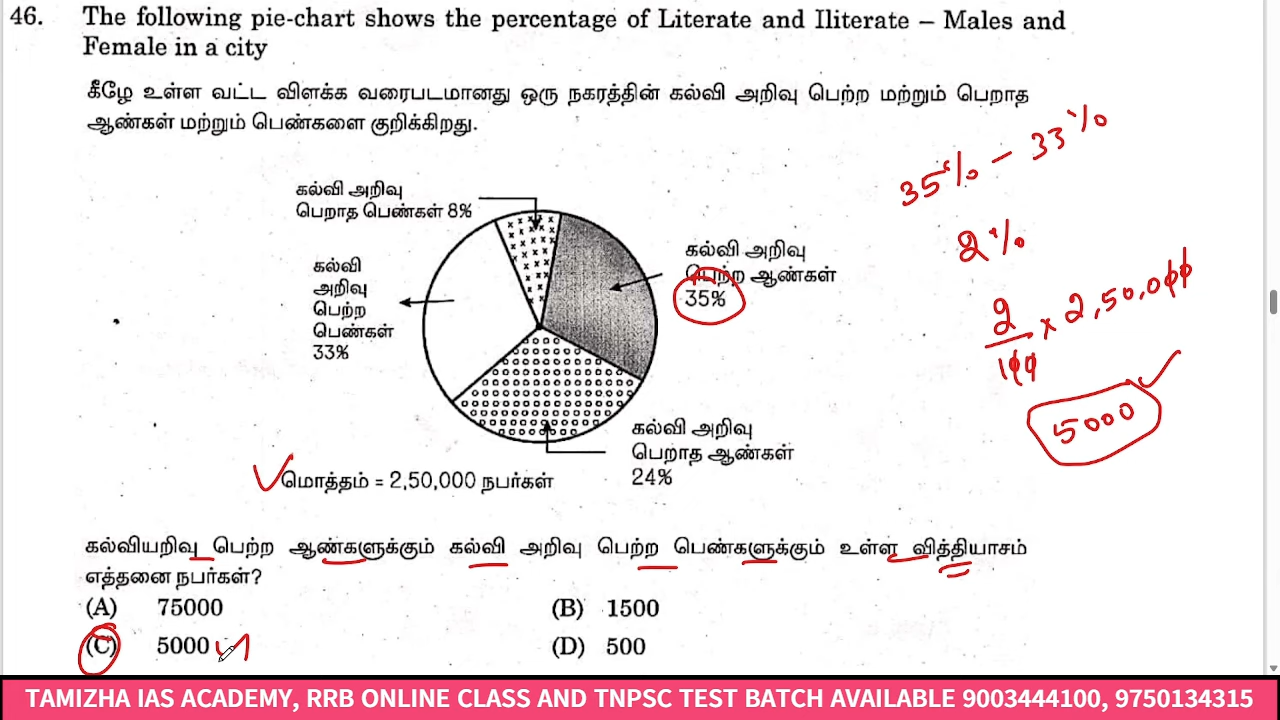 46. The following pie-chart shows the percentage of Literate and Iliterate – Males and
Female in a city
கீழே உள்ள வட்ட விளக்க வரைபடமானது ஒரு நகரத்தின் கல்வி அறிவு பெற்ற மற்றும் பெறாத
ஆண்கள் மற்றும் பெண்களை குறிக்கிறது.
கல்வி அறிவு
பெறாத பெண்கள் 8%
கல்வி
அறிவு
பெற்ற
பெண்கள்
33%
கல்வி அறிவு
பெற்ற ஆண்கள்
35%
கல்வி அறிவு
பெறாத ஆண்கள்
24%
மொத்தம் = 2,50,000 நபர்கள்
35% – 33%
2%
2/100 × 2,50,000
5000
கல்வியறிவு பெற்ற ஆண்களுக்கும் கல்வி அறிவு பெற்ற பெண்களுக்கும் உள்ள வித்தியாசம்
எத்தனை நபர்கள்?
(A) 75000 (B) 1500
(C) 5000 (D) 500
TAMIZHA IAS ACADEMY, RRB ONLINE CLASS AND TNPSC TEST BATCH AVAILABLE 9003444100, 9750134315